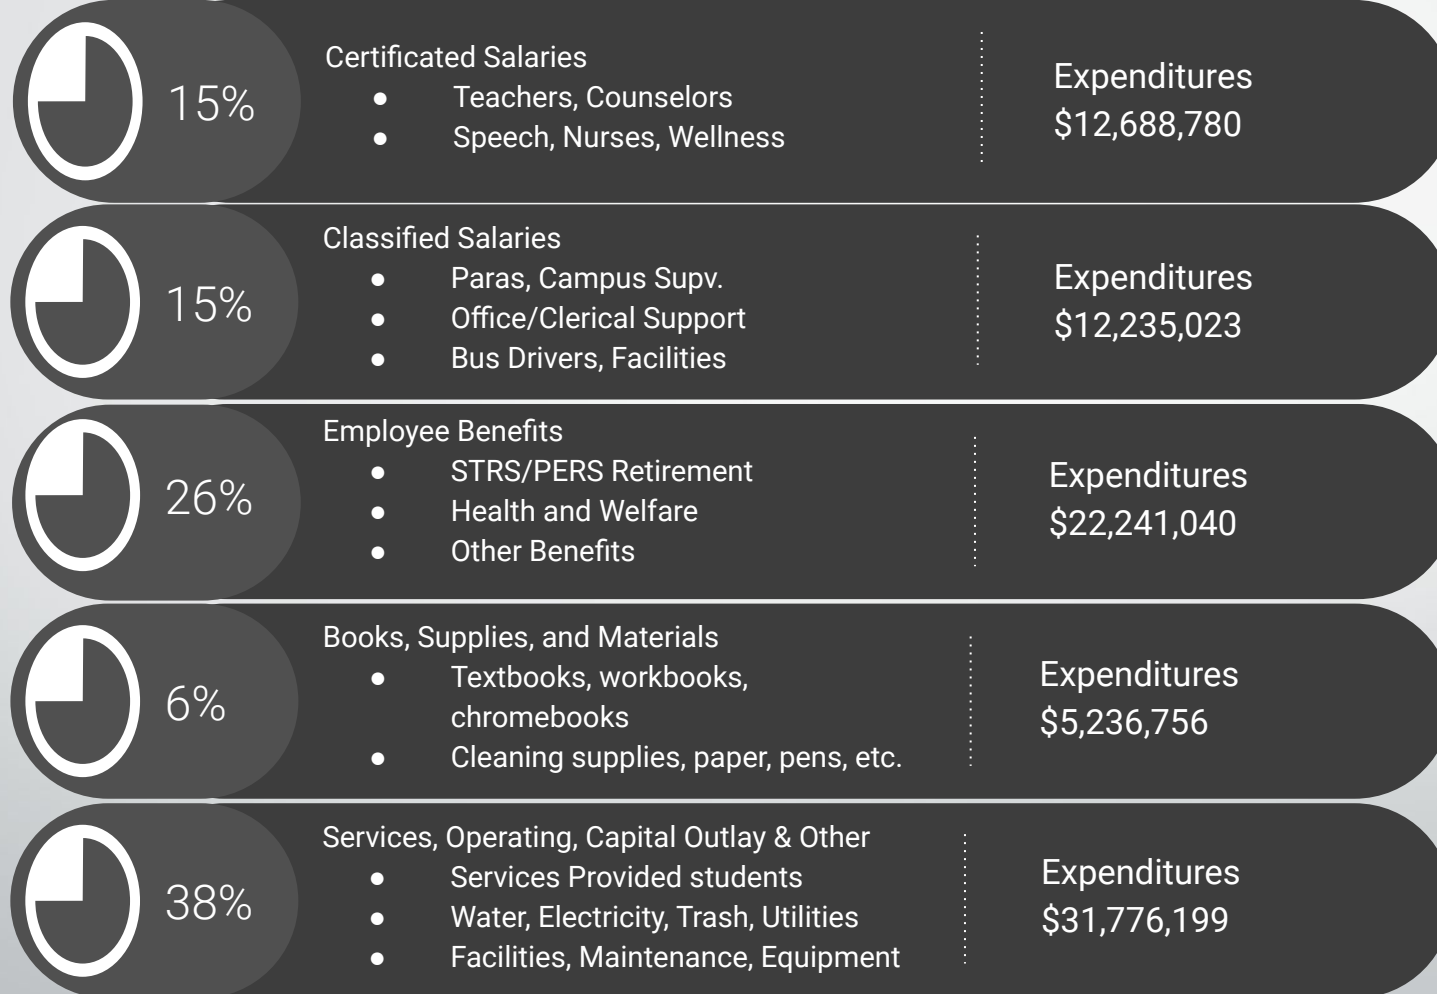 15%
Certificated Salaries
● Teachers, Counselors
● Speech, Nurses, Wellness
Expenditures
$12,688,780
15%
Classified Salaries
● Paras, Campus Supv.
● Office/Clerical Support
● Bus Drivers, Facilities
Expenditures
$12,235,023
26%
Employee Benefits
● STRS/PERS Retirement
● Health and Welfare
● Other Benefits
Expenditures
$22,241,040
6%
Books, Supplies, and Materials
● Textbooks, workbooks,
chromebooks
● Cleaning supplies, paper, pens, etc.
Expenditures
$5,236,756
38%
Services, Operating, Capital Outlay & Other
● Services Provided students
● Water, Electricity, Trash, Utilities
● Facilities, Maintenance, Equipment
Expenditures
$31,776,199